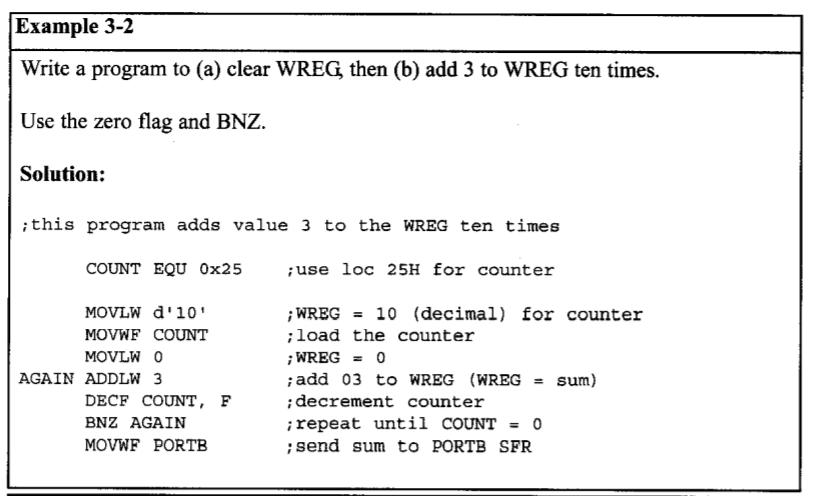 Example 3-2
Write a program to (a) clear WREG, then (b) add 3 to WREG ten times.
Use the zero flag and BNZ.
Solution:
;this program adds value 3 to the WREG ten times
COUNT EQU 0x25 ;use loc 25H for counter
MOVLW d'10' ;WREG = 10 (decimal) for counter
MOVWF COUNT ;load the counter
MOVLW 0 ;WREG = 0
AGAIN ADDLW 3 ;add 03 to WREG (WREG = sum)
DECF COUNT, F ;decrement counter
BNZ AGAIN ;repeat until COUNT = 0
MOVWF PORTB ;send sum to PORTB SFR